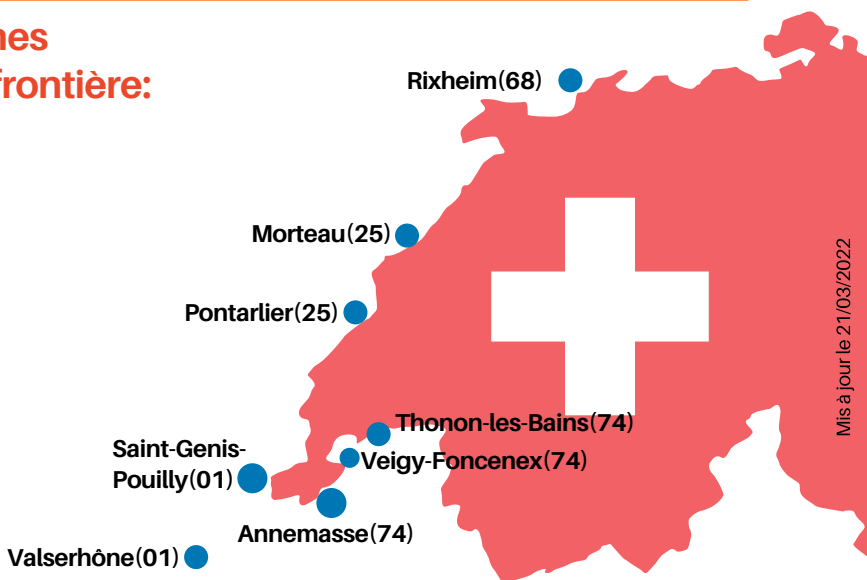 frontière:
Rixheim(68)
Morteau(25)
Pontarlier(25)
Thonon-les-Bains(74)
Saint-Genis-
Pouilly(01)
Veigy-Foncenex(74)
Annemasse(74)
Valserhône(01)
Mis à jour le 21/03/2022